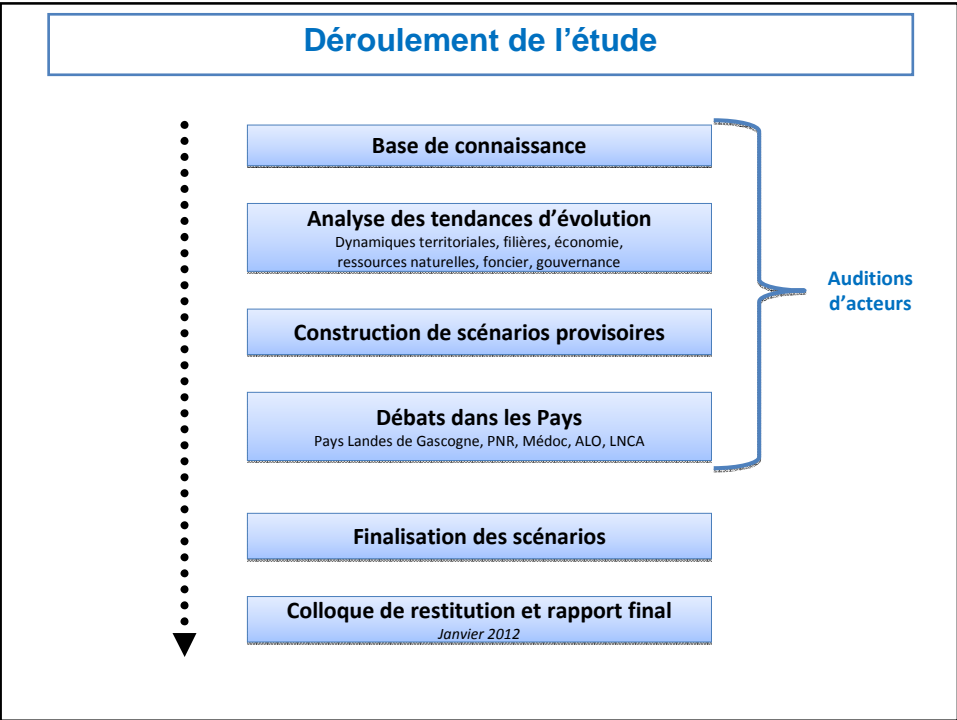 Déroulement de l’étude
Base de connaissance
Analyse des tendances d’évolution
Dynamiques territoriales, filières, économie,
ressources naturelles, foncier, gouvernance
Construction de scénarios provisoires
Débats dans les Pays
Pays Landes de Gascogne, PNR, Médoc, ALO, LNCA
Auditions
d’acteurs
Finalisation des scénarios
Colloque de restitution et rapport final
Janvier 2012